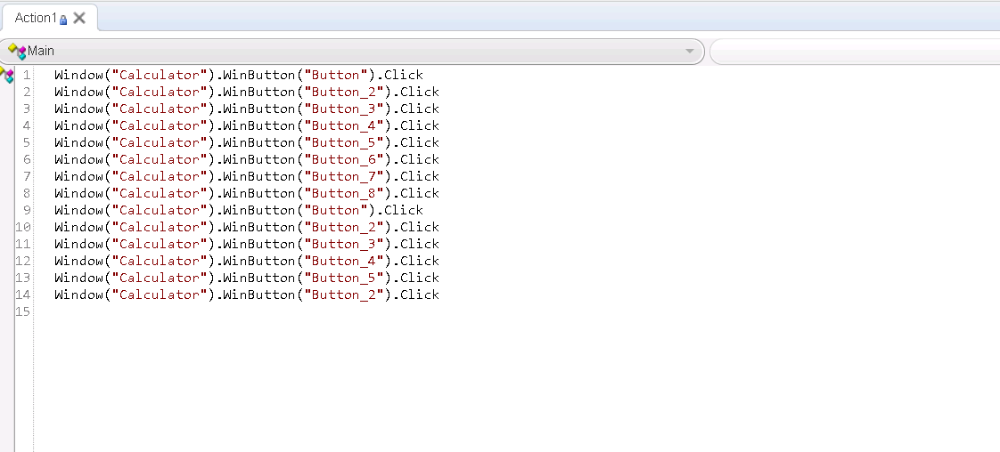 Action1
Main
1 Window("Calculator").WinButton("Button").Click
2 Window("Calculator").WinButton("Button_2").Click
3 Window("Calculator").WinButton("Button_3").Click
4 Window("Calculator").WinButton("Button_4").Click
5 Window("Calculator").WinButton("Button_5").Click
6 Window("Calculator").WinButton("Button_6").Click
7 Window("Calculator").WinButton("Button_7").Click
8 Window("Calculator").WinButton("Button_8").Click
9 Window("Calculator").WinButton("Button").Click
10 Window("Calculator").WinButton("Button_2").Click
11 Window("Calculator").WinButton("Button_3").Click
12 Window("Calculator").WinButton("Button_4").Click
13 Window("Calculator").WinButton("Button_5").Click
14 Window("Calculator").WinButton("Button_2").Click
15